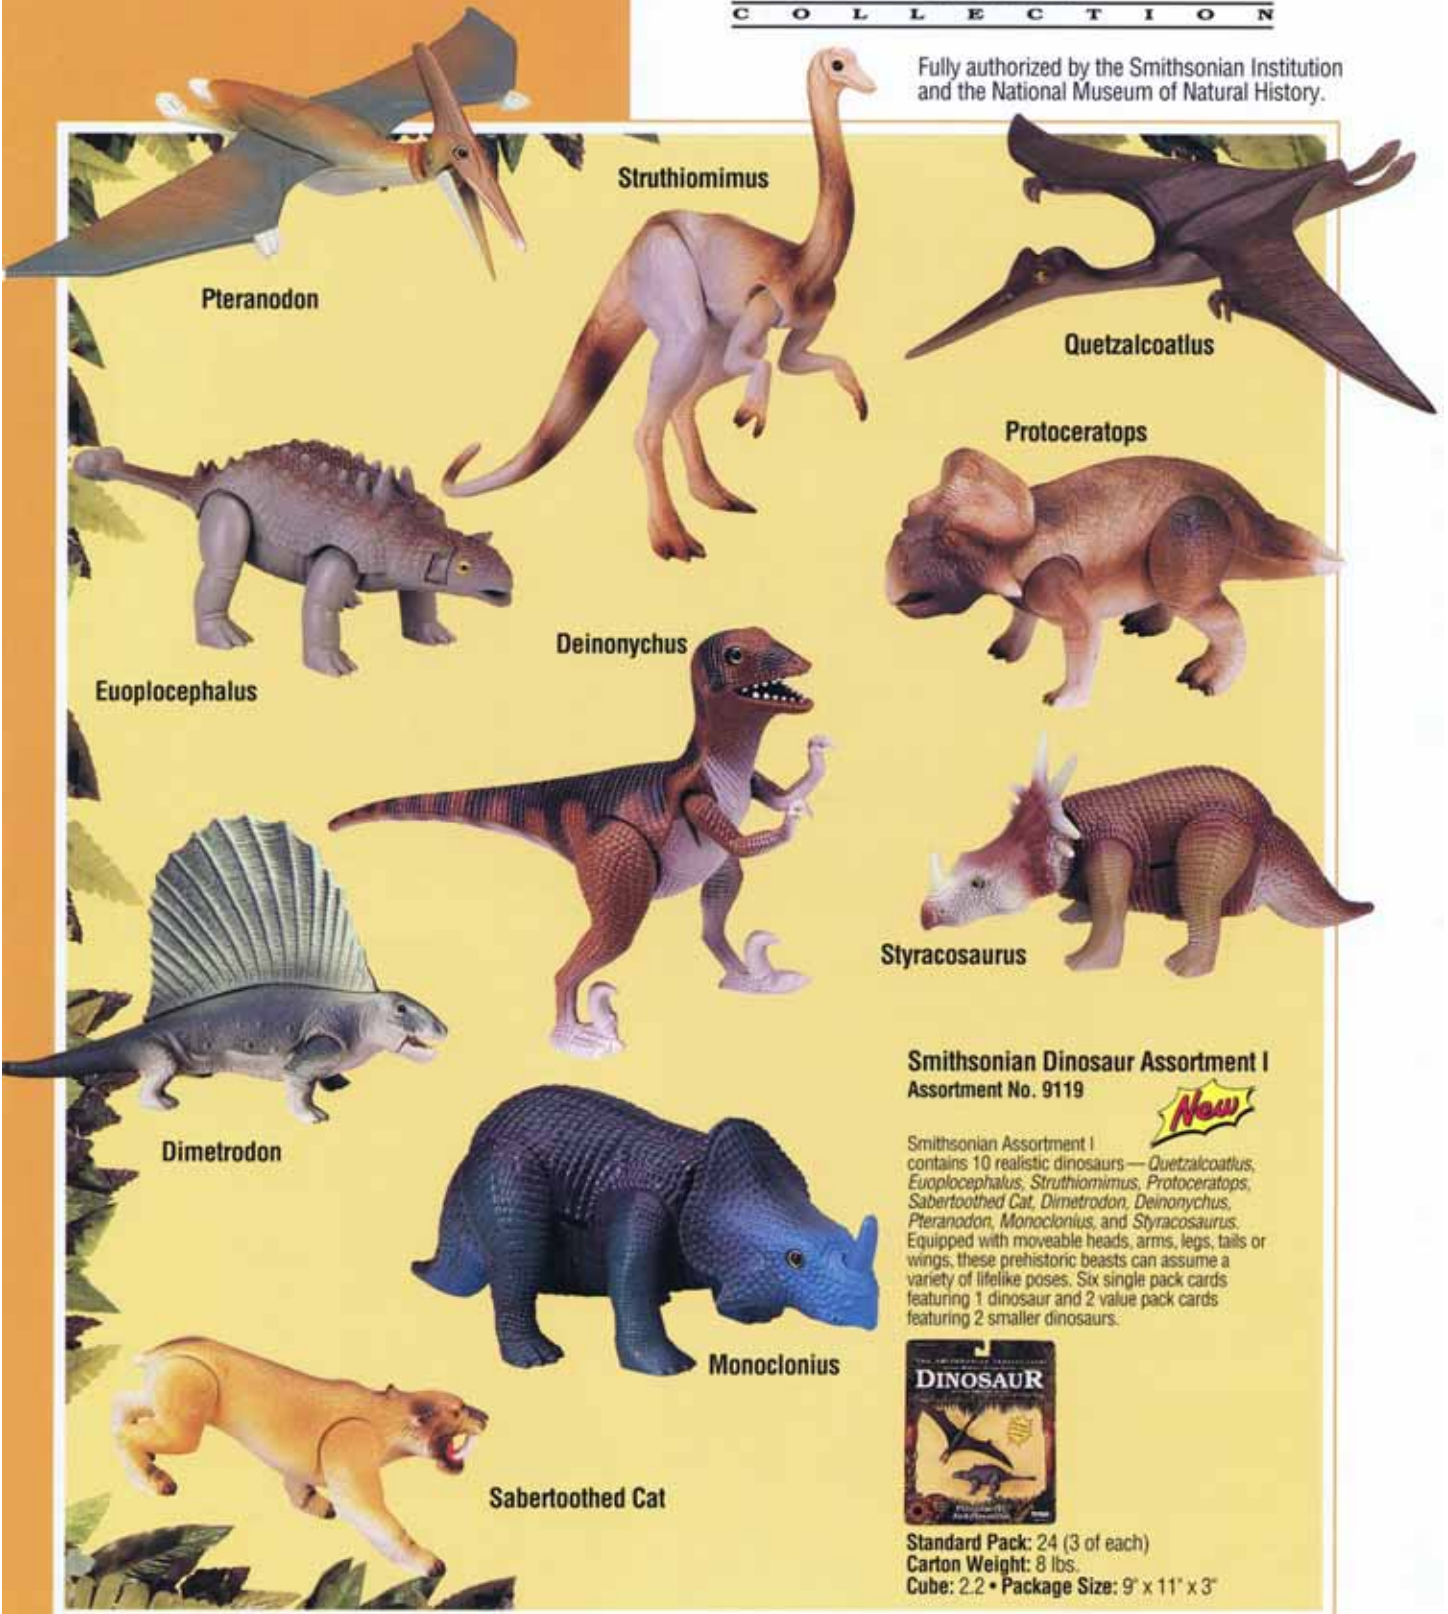 COLLECTION
Fully authorized by the Smithsonian Institution
and the National Museum of Natural History.
Struthiomimus
Pteranodon
Quetzalcoatlus
Protoceratops
Deinonychus
Euoplocephalus
Styracosaurus
Dimetrodon
Smithsonian Dinosaur Assortment I
Assortment No. 9119
New
Smithsonian Assortment I
contains 10 realistic dinosaurs — Quetzalcoatlus,
Euoplocephalus, Struthiomimus, Protoceratops,
Sabertoothed Cat, Dimetrodon, Deinonychus,
Pteranodon, Monoclonius, and Styracosaurus.
Equipped with moveable heads, arms, legs, tails or
wings, these prehistoric beasts can assume a
variety of lifelike poses. Six single pack cards
featuring 1 dinosaur and 2 value pack cards
featuring 2 smaller dinosaurs.
Monoclonius
DINOSAUR
Sabertoothed Cat
Standard Pack: 24 (3 of each)
Carton Weight: 8 lbs.
Cube: 2.2 • Package Size: 9" x 11" x 3"